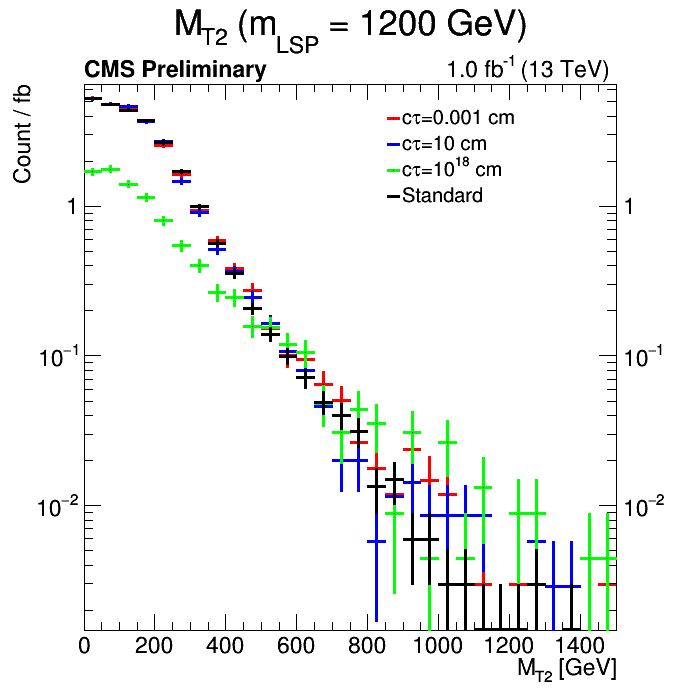 M_T2 (m_LSP = 1200 GeV)
CMS Preliminary 1.0 fb^-1 (13 TeV)
Count / fb
cτ=0.001 cm
cτ=10 cm
cτ=10^18 cm
Standard
1 1
10^-1 10^-1
10^-2 10^-2
0 200 400 600 800 1000 1200 1400
M_T2 [GeV]